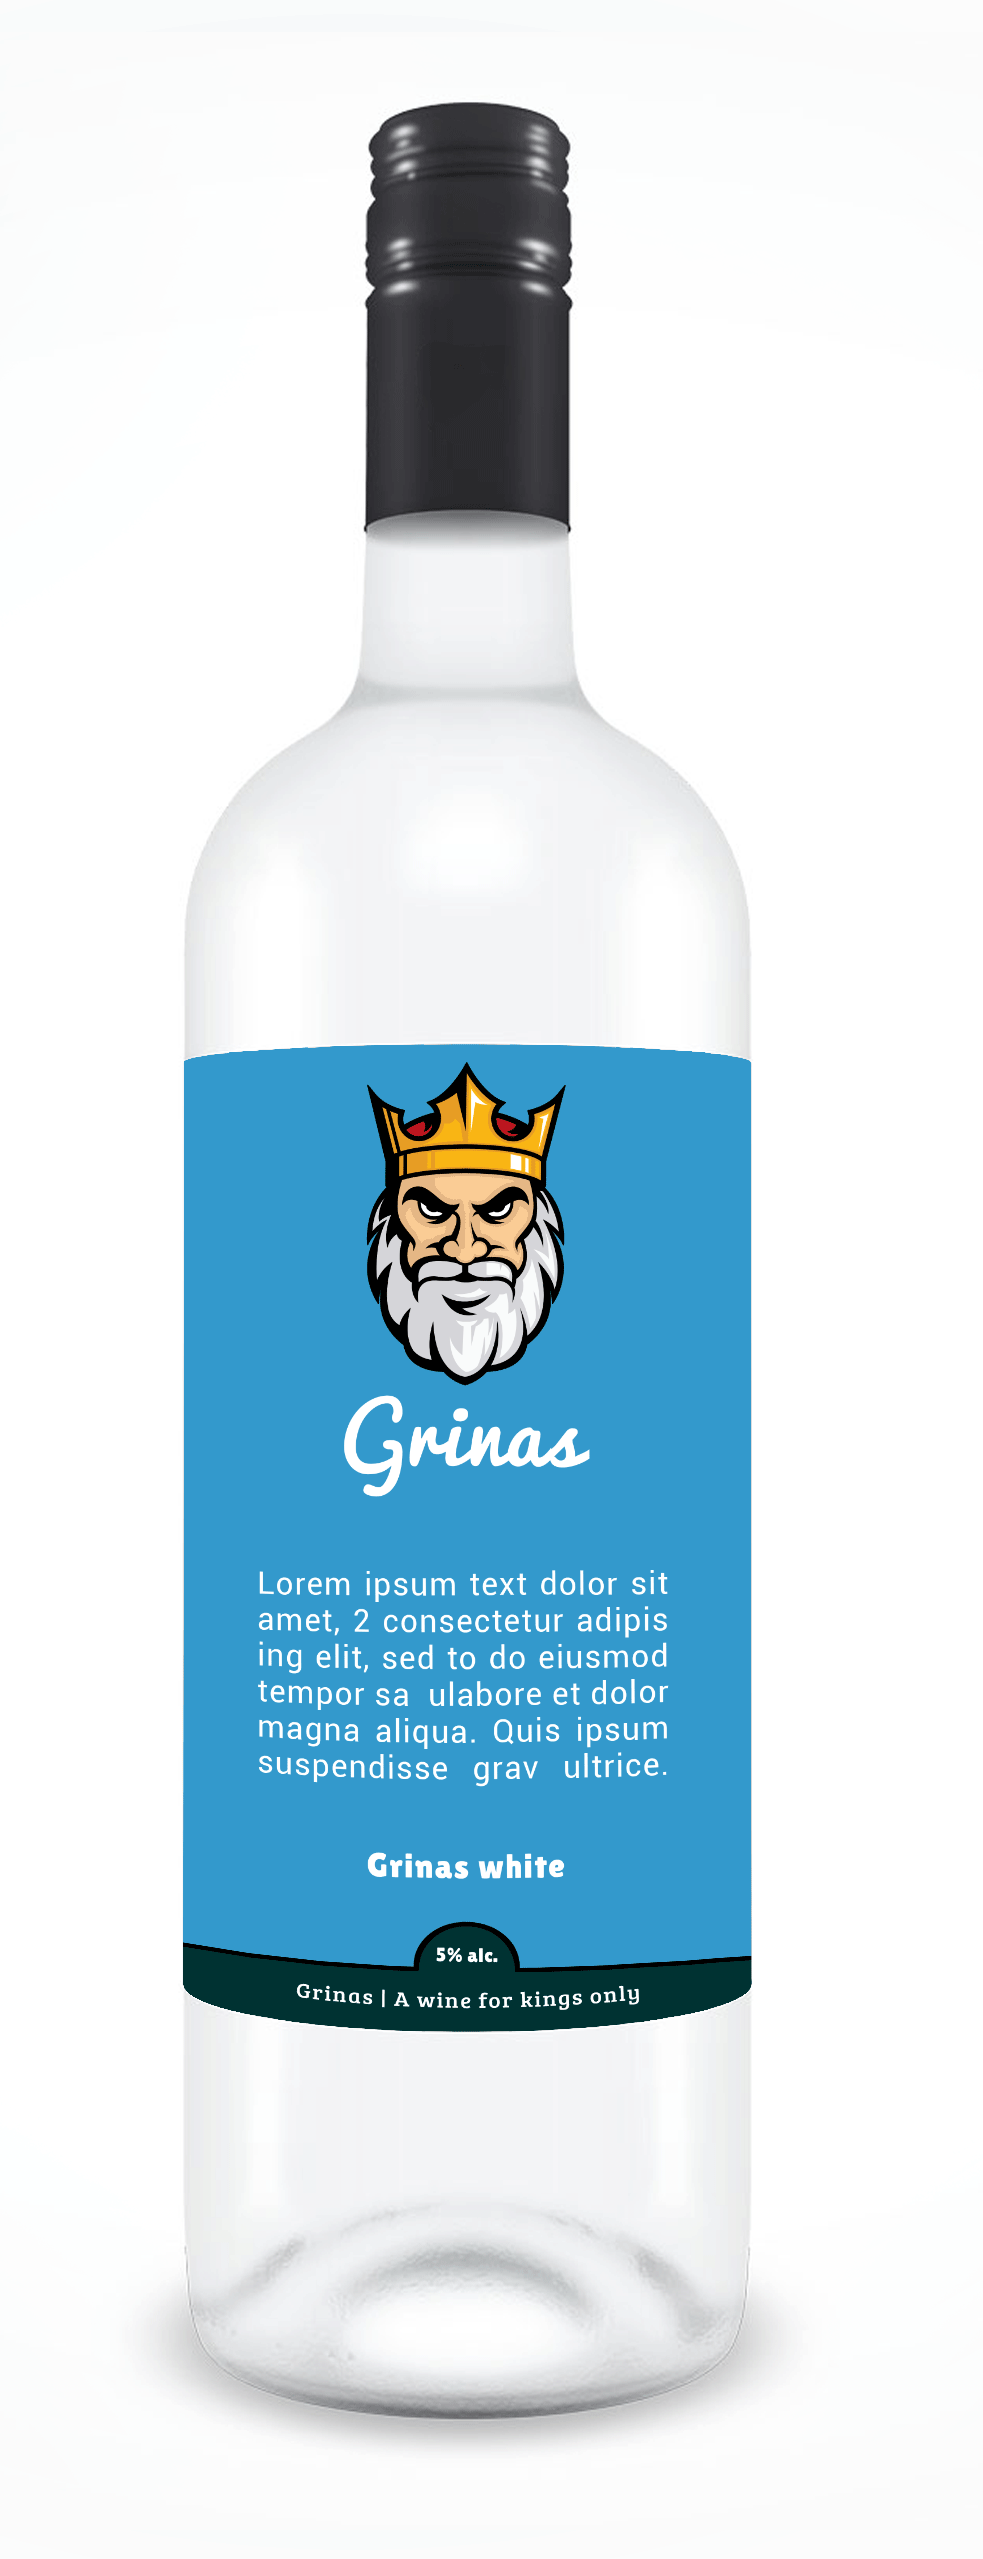 Grinas
Lorem ipsum text dolor sit
amet, 2 consectetur adipis
ing elit, sed to do eiusmod
tempor sa ulabore et dolor
magna aliqua. Quis ipsum
suspendisse grav ultrice.
Grinas white
5% alc.
Grinas | A wine for kings only